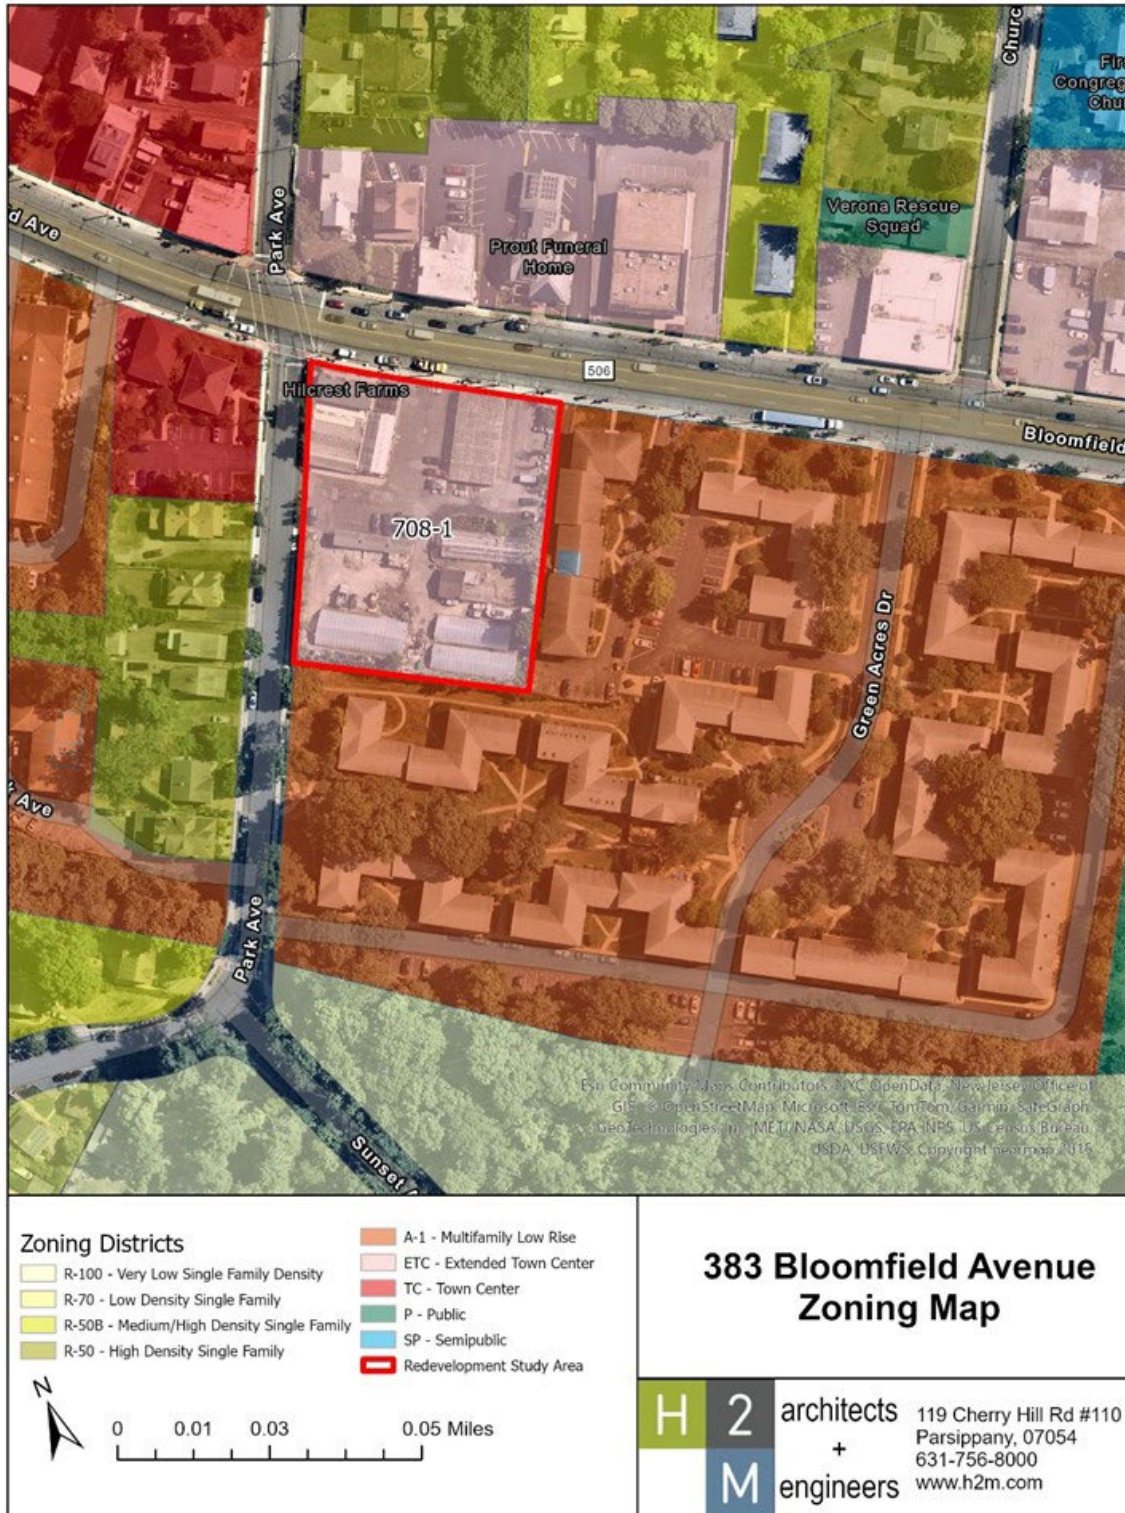 Churc
Firs
Congreg
Chur
Park Ave
d Ave
Verona Rescue
Squad
Prout Funeral
Home
506
Hilcrest Farms
Bloomfield
708-1
Green Acres Dr
Ave
Park Ave
Sunset A
Esri Community Maps Contributors, NYC OpenData, New Jersey Office of
GIS, © OpenStreetMap, Microsoft, Esri, TomTom, Garmin, SafeGraph,
GeoTechnologies, Inc, METI/NASA, USGS, EPA, NPS, US Census Bureau,
USDA, USFWS, Copyright nearmap 2015
Zoning Districts
R-100 - Very Low Single Family Density
R-70 - Low Density Single Family
R-50B - Medium/High Density Single Family
R-50 - High Density Single Family
A-1 - Multifamily Low Rise
ETC - Extended Town Center
TC - Town Center
P - Public
SP - Semipublic
Redevelopment Study Area
N
0 0.01 0.03 0.05 Miles
383 Bloomfield Avenue
Zoning Map
H 2
M
architects
+
engineers
119 Cherry Hill Rd #110
Parsippany, 07054
631-756-8000
www.h2m.com